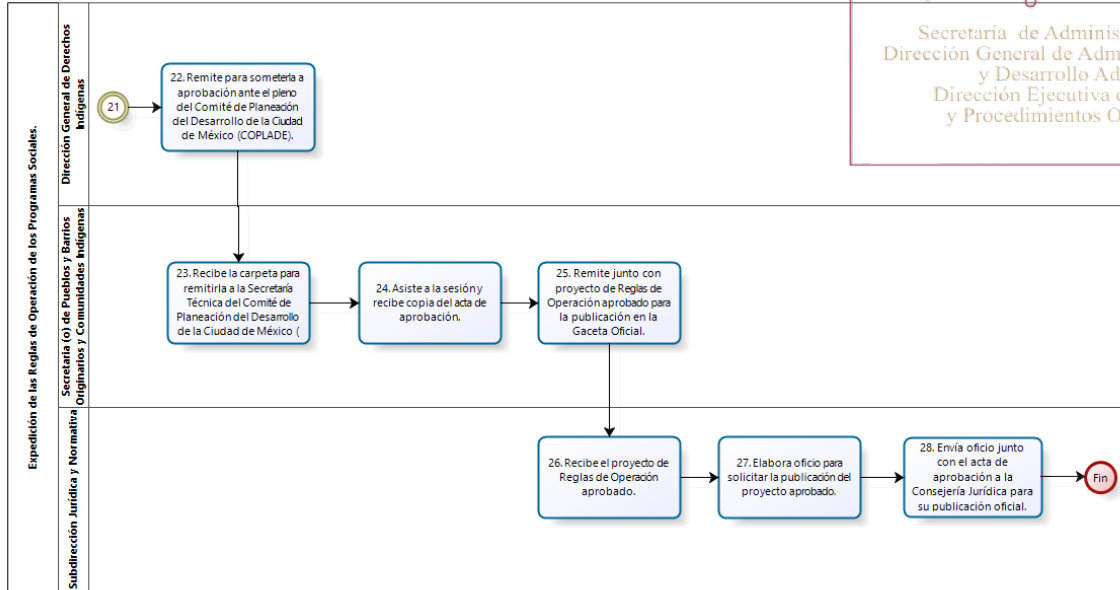 Secretaría de Adminis
Dirección General de Adm
y Desarrollo Ad
Dirección Ejecutiva
y Procedimientos O
Expedición de las Reglas de Operación de los Programas Sociales.
Dirección General de Derechos
Indígenas
21
22. Remite para someterla a
aprobación ante el pleno
del Comité de Planeación
del Desarrollo de la Ciudad
de México (COPLADE).
Secretaria (o) de Pueblos y Barrios
Originarios y Comunidades Indígenas
23. Recibe la carpeta para
remitirla a la Secretaría
Técnica del Comité de
Planeación del Desarrollo
de la Ciudad de México (
24. Asiste a la sesión y
recibe copia del acta de
aprobación.
25. Remite junto con
proyecto de Reglas de
Operación aprobado para
la publicación en la
Gaceta Oficial.
Subdirección Jurídica y Normativa
26. Recibe el proyecto de
Reglas de Operación
aprobado.
27. Elabora oficio para
solicitar la publicación del
proyecto aprobado.
28. Envía oficio junto
con el acta de
aprobación a la
Consejería Jurídica para
su publicación oficial.
Fin